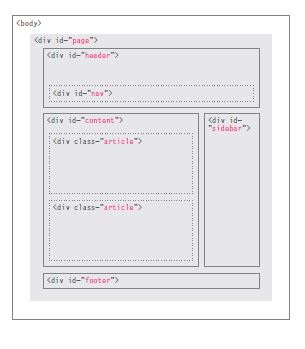 <body>
<div id="page">
<div id="header">
<div id="nav">
<div id="content">
<div class="article">
<div class="article">
<div id=
"sidebar">
<div id="footer">